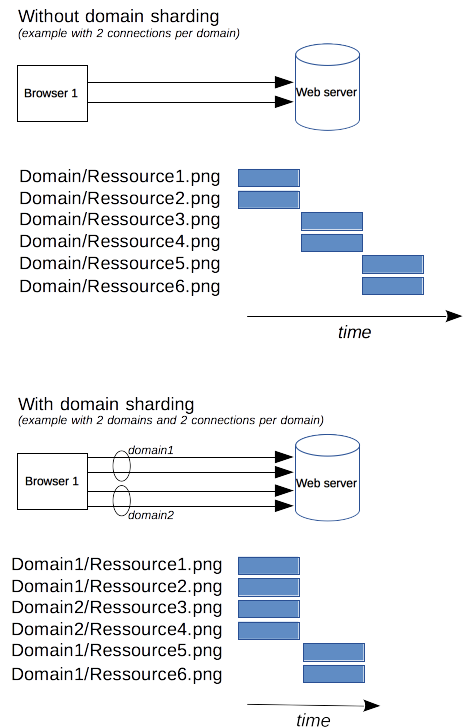 Without domain sharding
(example with 2 connections per domain)
Browser 1
Web server
Domain/Ressource1.png
Domain/Ressource2.png
Domain/Ressource3.png
Domain/Ressource4.png
Domain/Ressource5.png
Domain/Ressource6.png
time
With domain sharding
(example with 2 domains and 2 connections per domain)
domain1
Browser 1
Web server
domain2
Domain1/Ressource1.png
Domain1/Ressource2.png
Domain2/Ressource3.png
Domain2/Ressource4.png
Domain1/Ressource5.png
Domain1/Ressource6.png
time